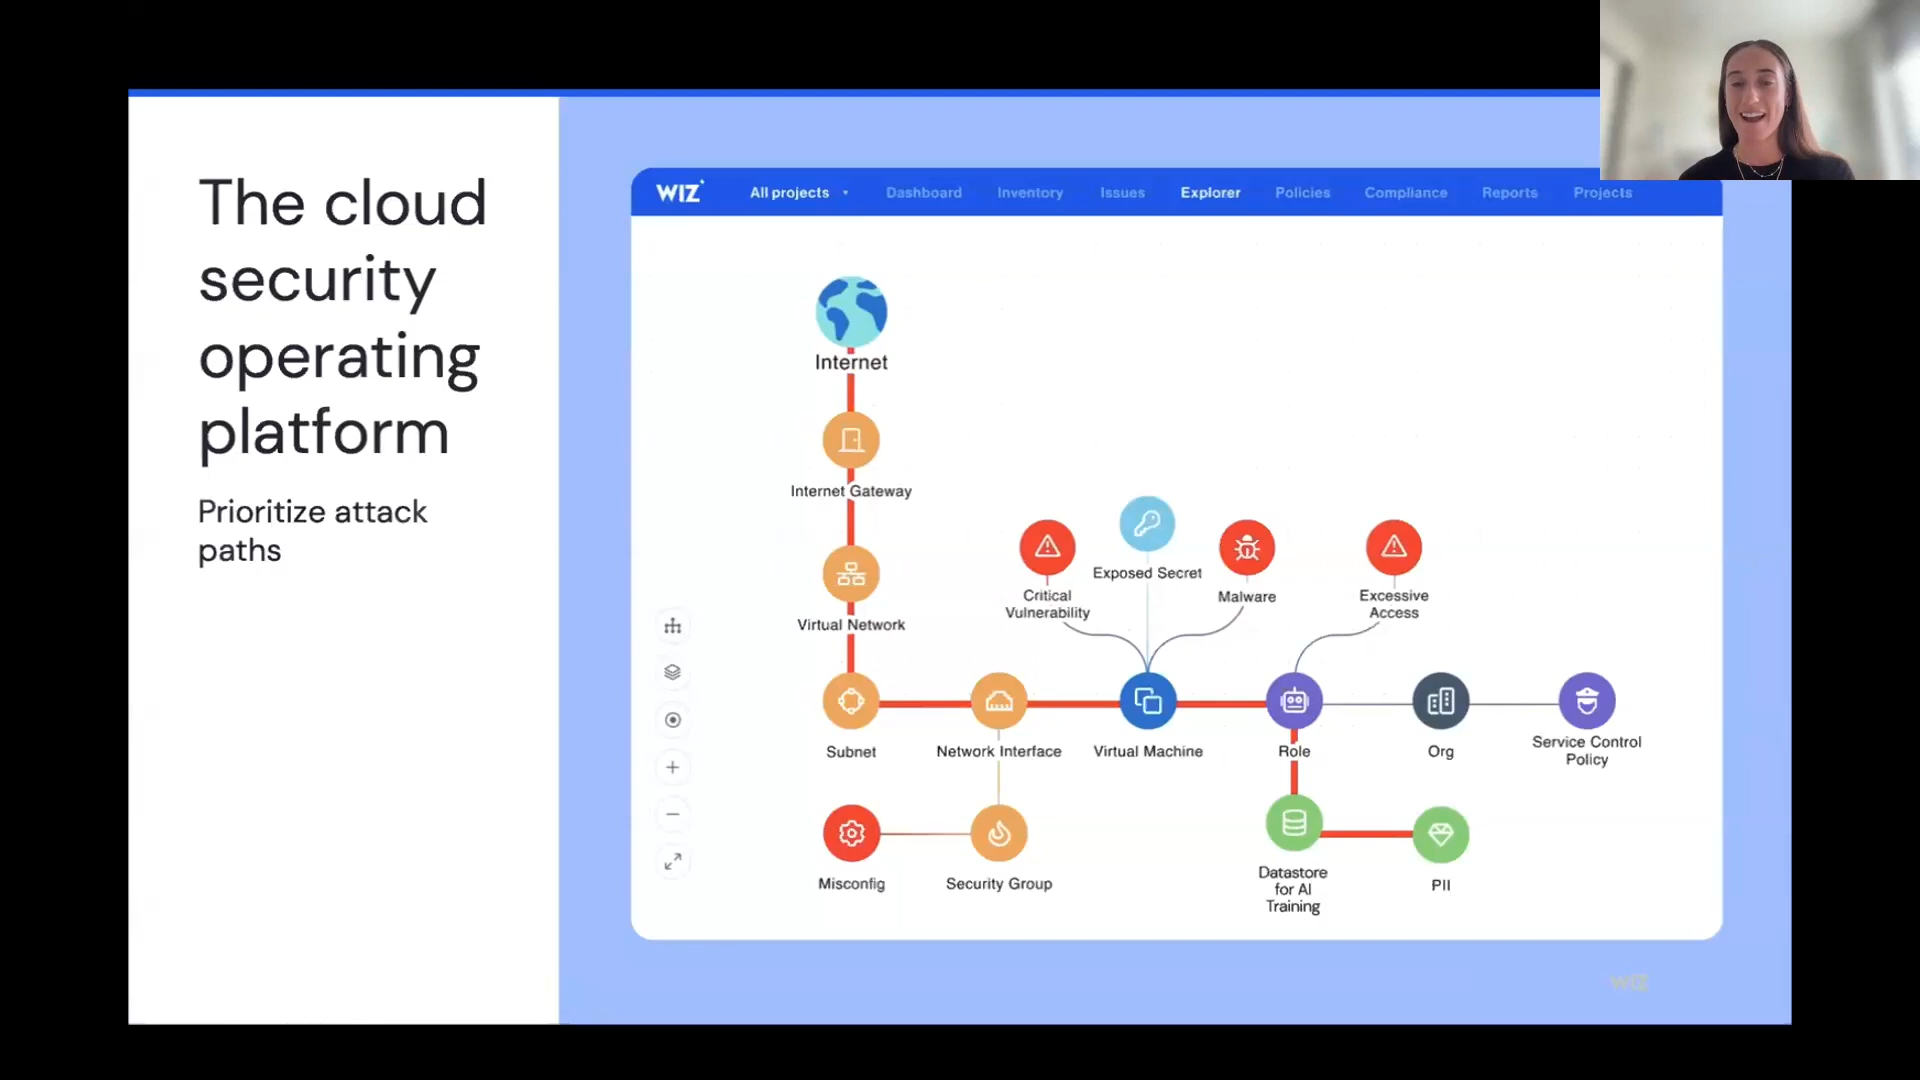 The cloud
security
operating
platform
Prioritize attack
paths
WIZ
All projects
Dashboard
Inventory
Issues
Explorer
Policies
Compliance
Reports
Projects
Internet
Internet Gateway
Virtual Network
Critical
Vulnerability
Exposed Secret
Malware
Excessive
Access
Subnet
Network Interface
Virtual Machine
Role
Org
Service Control
Policy
Misconfig
Security Group
Datastore
for AI
Training
PII
WIZ